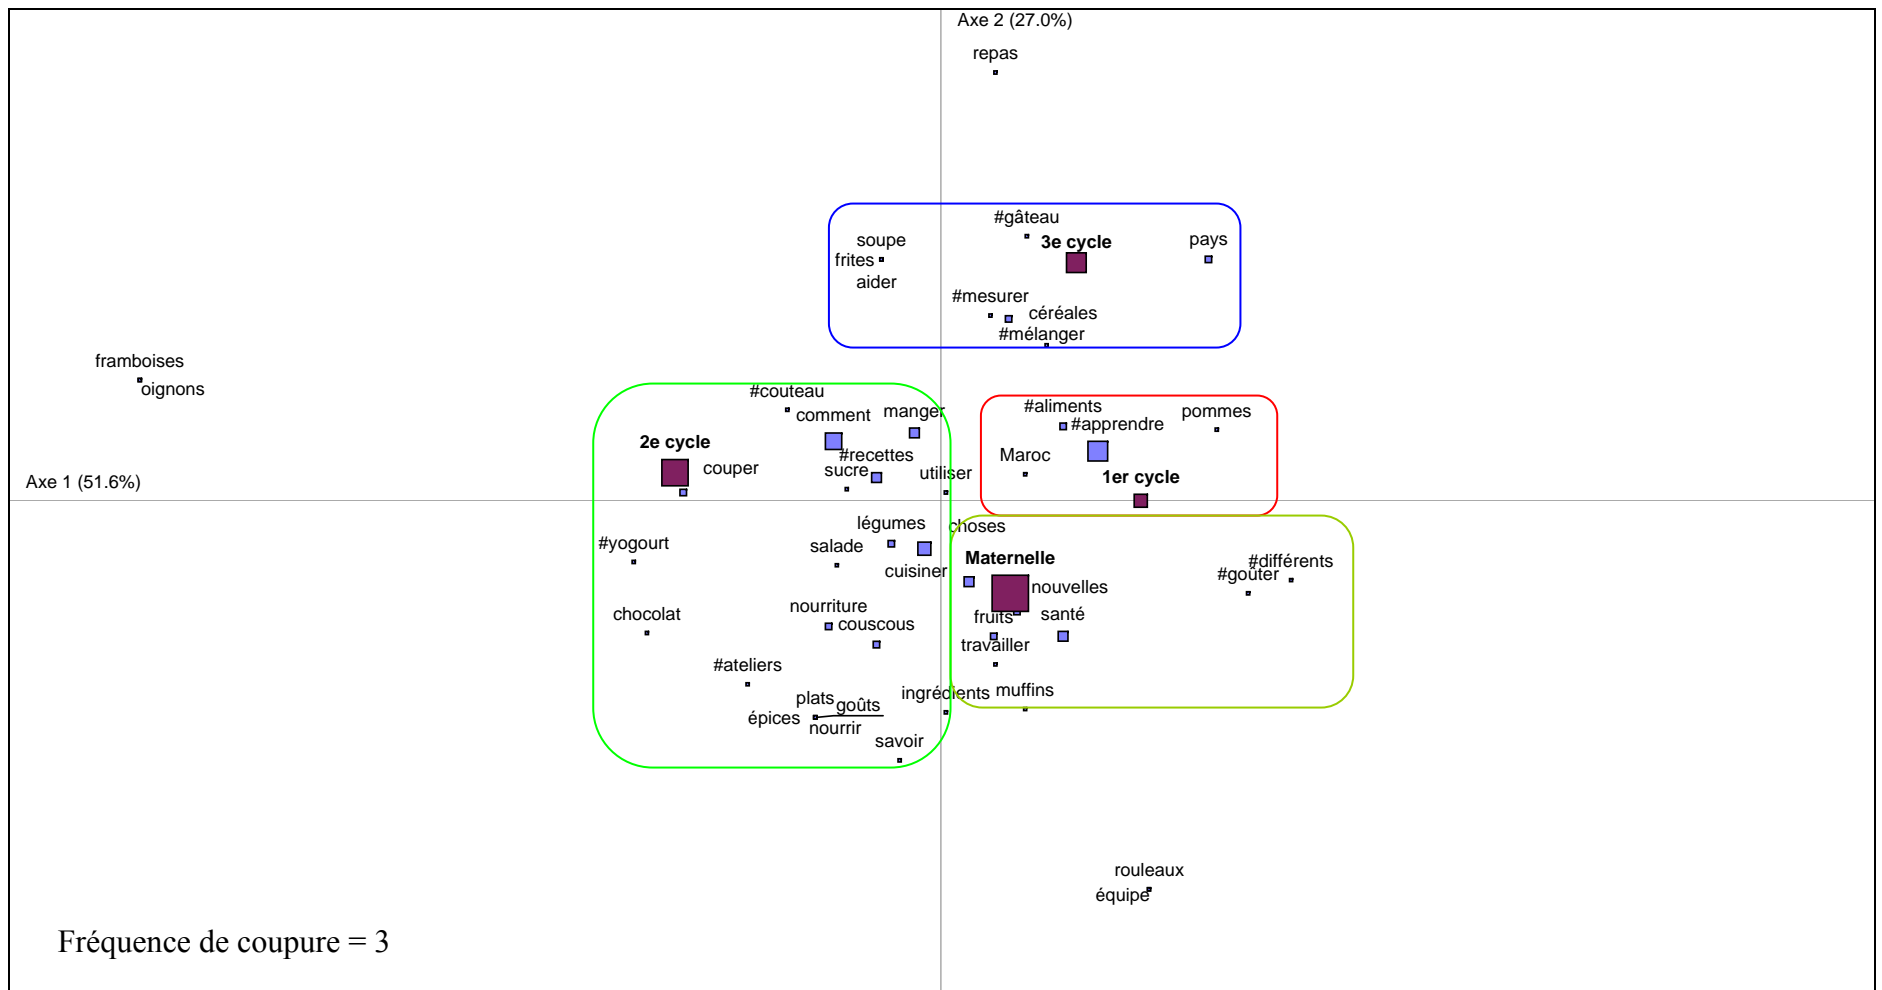 Axe 2 (27.0%)
repas
#gâteau
3e cycle
pays
soupe
frites
aider
#mesurer
céréales
#mélanger
framboises
oignons
#couteau
comment
manger
2e cycle
couper
#recettes
sucre
utiliser
#aliments
pommes
#apprendre
Maroc
1er cycle
Axe 1 (51.6%)
légumes
choses
salade
cuisiner
#yogourt
Maternelle
nouvelles
#différents
#goûter
fruits
santé
travailler
nourriture
couscous
chocolat
#ateliers
plats
goûts
épices
nourrir
ingrédients
muffins
savoir
rouleaux
équipe
Fréquence de coupure = 3